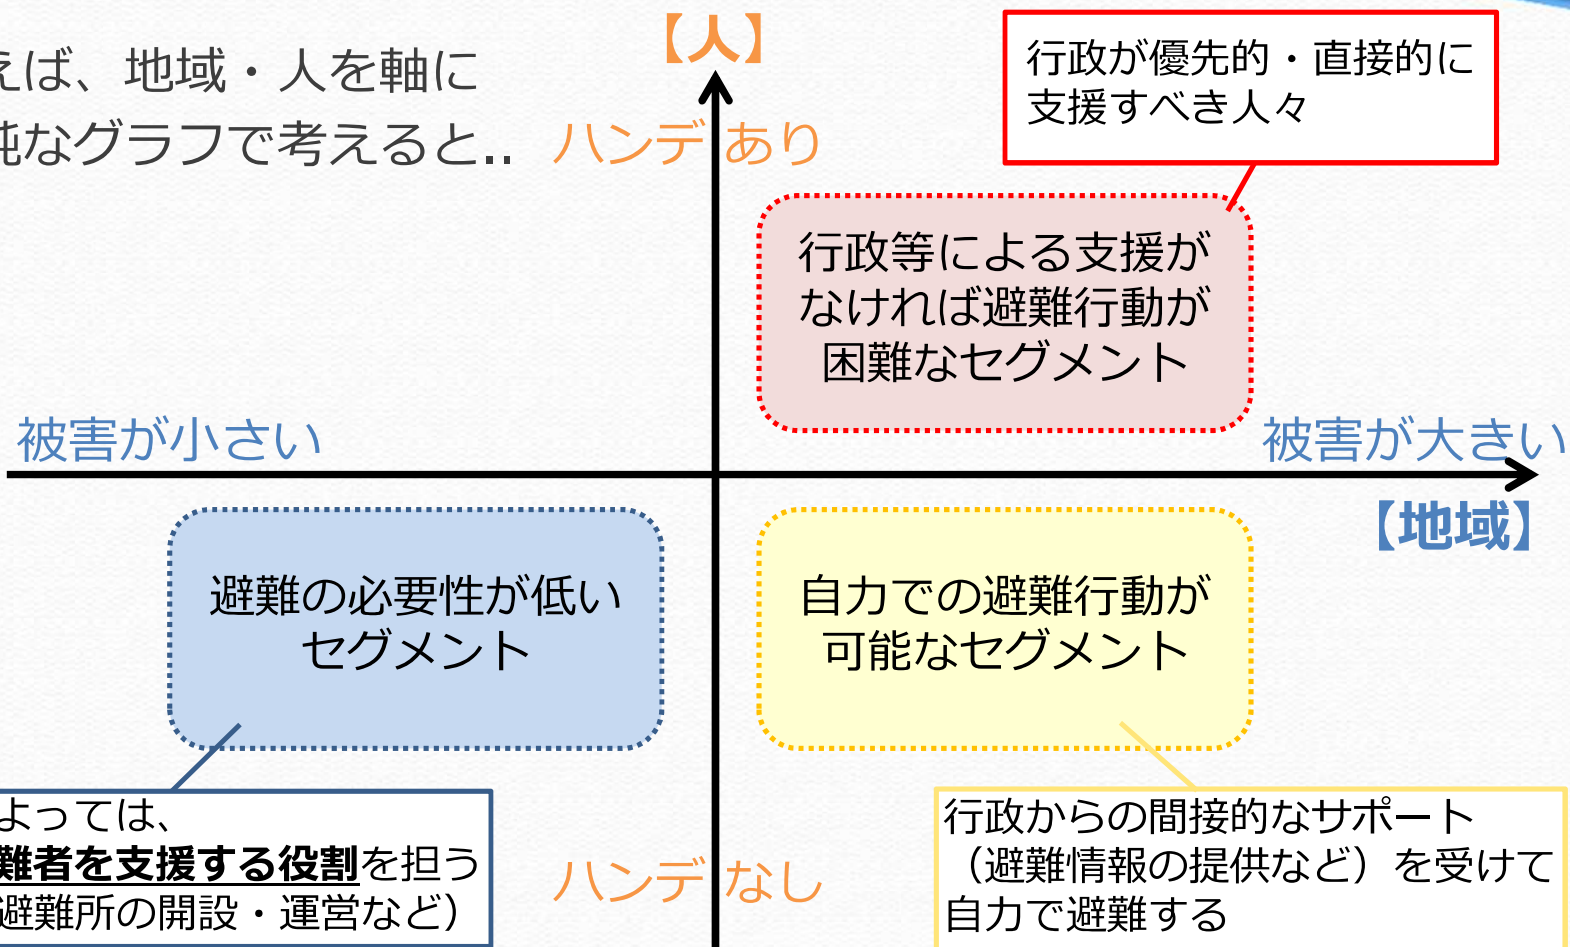 えば、地域・人を軸に
純なグラフで考えると..
【人】
ハンデ あり
行政が優先的・直接的に
支援すべき人々
行政等による支援が
なければ避難行動が
困難なセグメント
被害が小さい
被害が大きい
【地域】
避難の必要性が低い
セグメント
自力での避難行動が
可能なセグメント
よっては、
難者を支援する役割を担う
避難所の開設・運営など）
ハンデ なし
行政からの間接的なサポート
（避難情報の提供など）を受けて
自力で避難する